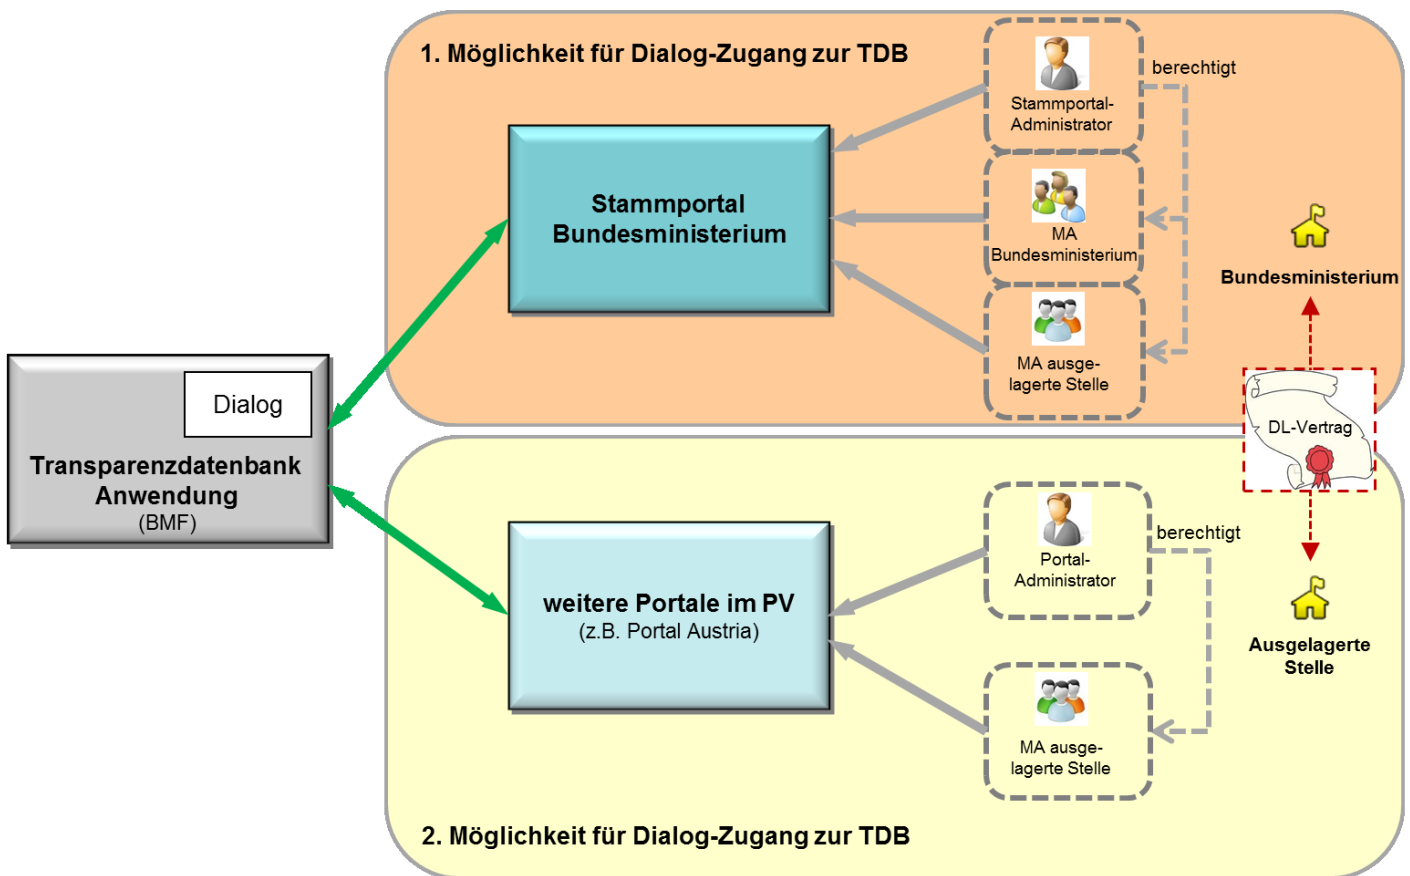 1. Möglichkeit für Dialog-Zugang zur TDB
berechtigt
Stammportal-
Administrator
Stammportal
Bundesministerium
MA
Bundesministerium
Bundesministerium
MA ausge-
lagerte Stelle
Dialog
Transparenzdatenbank
Anwendung
(BMF)
DL-Vertrag
berechtigt
Portal-
Administrator
weitere Portale im PV
(z.B. Portal Austria)
Ausgelagerte
Stelle
MA ausge-
lagerte Stelle
2. Möglichkeit für Dialog-Zugang zur TDB